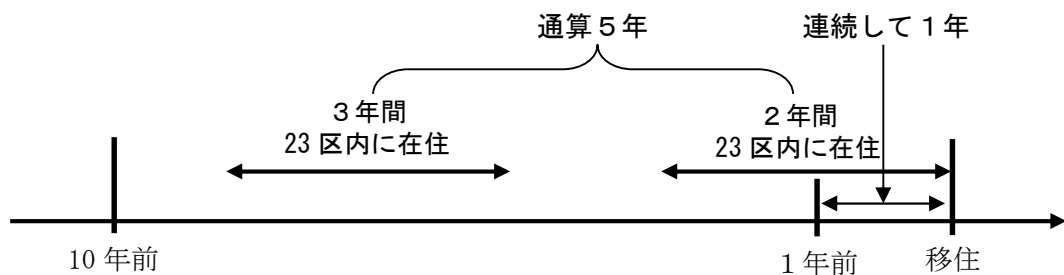 通算５年
連続して１年
３年間
23 区内に在住
２年間
23 区内に在住
10 年前
１年前
移住